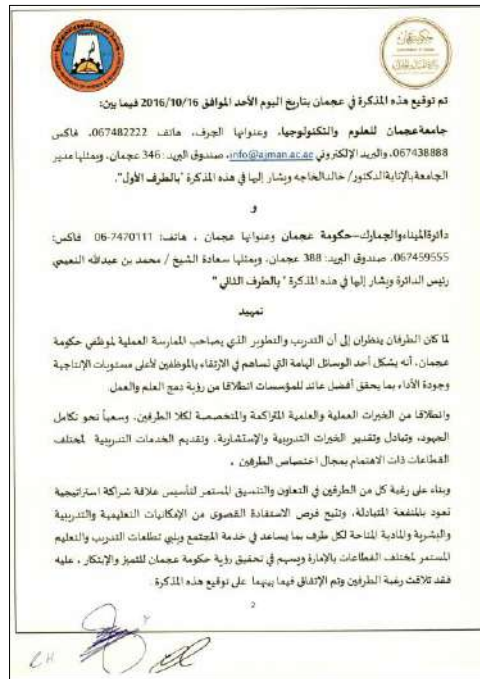 تم توقيع هذه المذكرة في عجمان بتاريخ اليوم الأحد الموافق 2016/10/16 فيما بين:
جامعة عجمان للعلوم والتكنولوجيا، وعنوانها الجرف، هاتف 067482222، فاكس
067438888، والبريد الإلكتروني info@ajman.ac.ae، صندوق البريد: 346 عجمان، ويمثلها مدير
الجامعة بالإنابة الدكتور/ خالد الخاجه ويشار إليها في هذه المذكرة "بالطرف الأول".
و
دائرة الميناء والجمارك-حكومة عجمان وعنوانها عجمان ، هاتف: 7470111-06 فاكس:
067459555، صندوق البريد: 388 عجمان، ويمثلها سعادة الشيخ / محمد بن عبدالله النعيمي
رئيس الدائرة ويشار إليها في هذه المذكرة " بالطرف الثاني "
تمهيد
لما كان الطرفان ينظران إلى أن التدريب والتطوير الذي يصاحب الممارسة العملية لموظفي حكومة
عجمان، أنه يشكل أحد الوسائل الهامة التي تساهم في الارتقاء بالموظفين لأعلى مستويات الإنتاجية
وجودة الأداء بما يحقق أفضل عائد للمؤسسات انطلاقا من رؤية دمج العلم والعمل.
وانطلاقا من الخبرات العملية والعلمية المتراكمة والمتخصصة لكلا الطرفين، وسعياً نحو تكامل
الجهود، وتبادل وتقدير الخبرات التدريبية والإستشارية، وتقديم الخدمات التدريبية لمختلف
القطاعات ذات الاهتمام بمجال اختصاص الطرفين .
وبناء على رغبة كل من الطرفين في التعاون والتنسيق المستمر لتأسيس علاقة شراكة استراتيجية
تعود بالمنفعة المتبادلة، وتتيح فرص الاستفادة القصوى من الإمكانيات التعليمية والتدريبية
والبشرية والمادية المتاحة لكل طرف بما يساعد في خدمة المجتمع ويلبي تطلعات التدريب والتعليم
المستمر لمختلف القطاعات بالإمارة ويسهم في تحقيق رؤية حكومة عجمان للتميز والإبتكار ، عليه
فقد تلاقت رغبة الطرفين وتم الإتفاق فيما بينهما على توقيع هذه المذكرة.
2